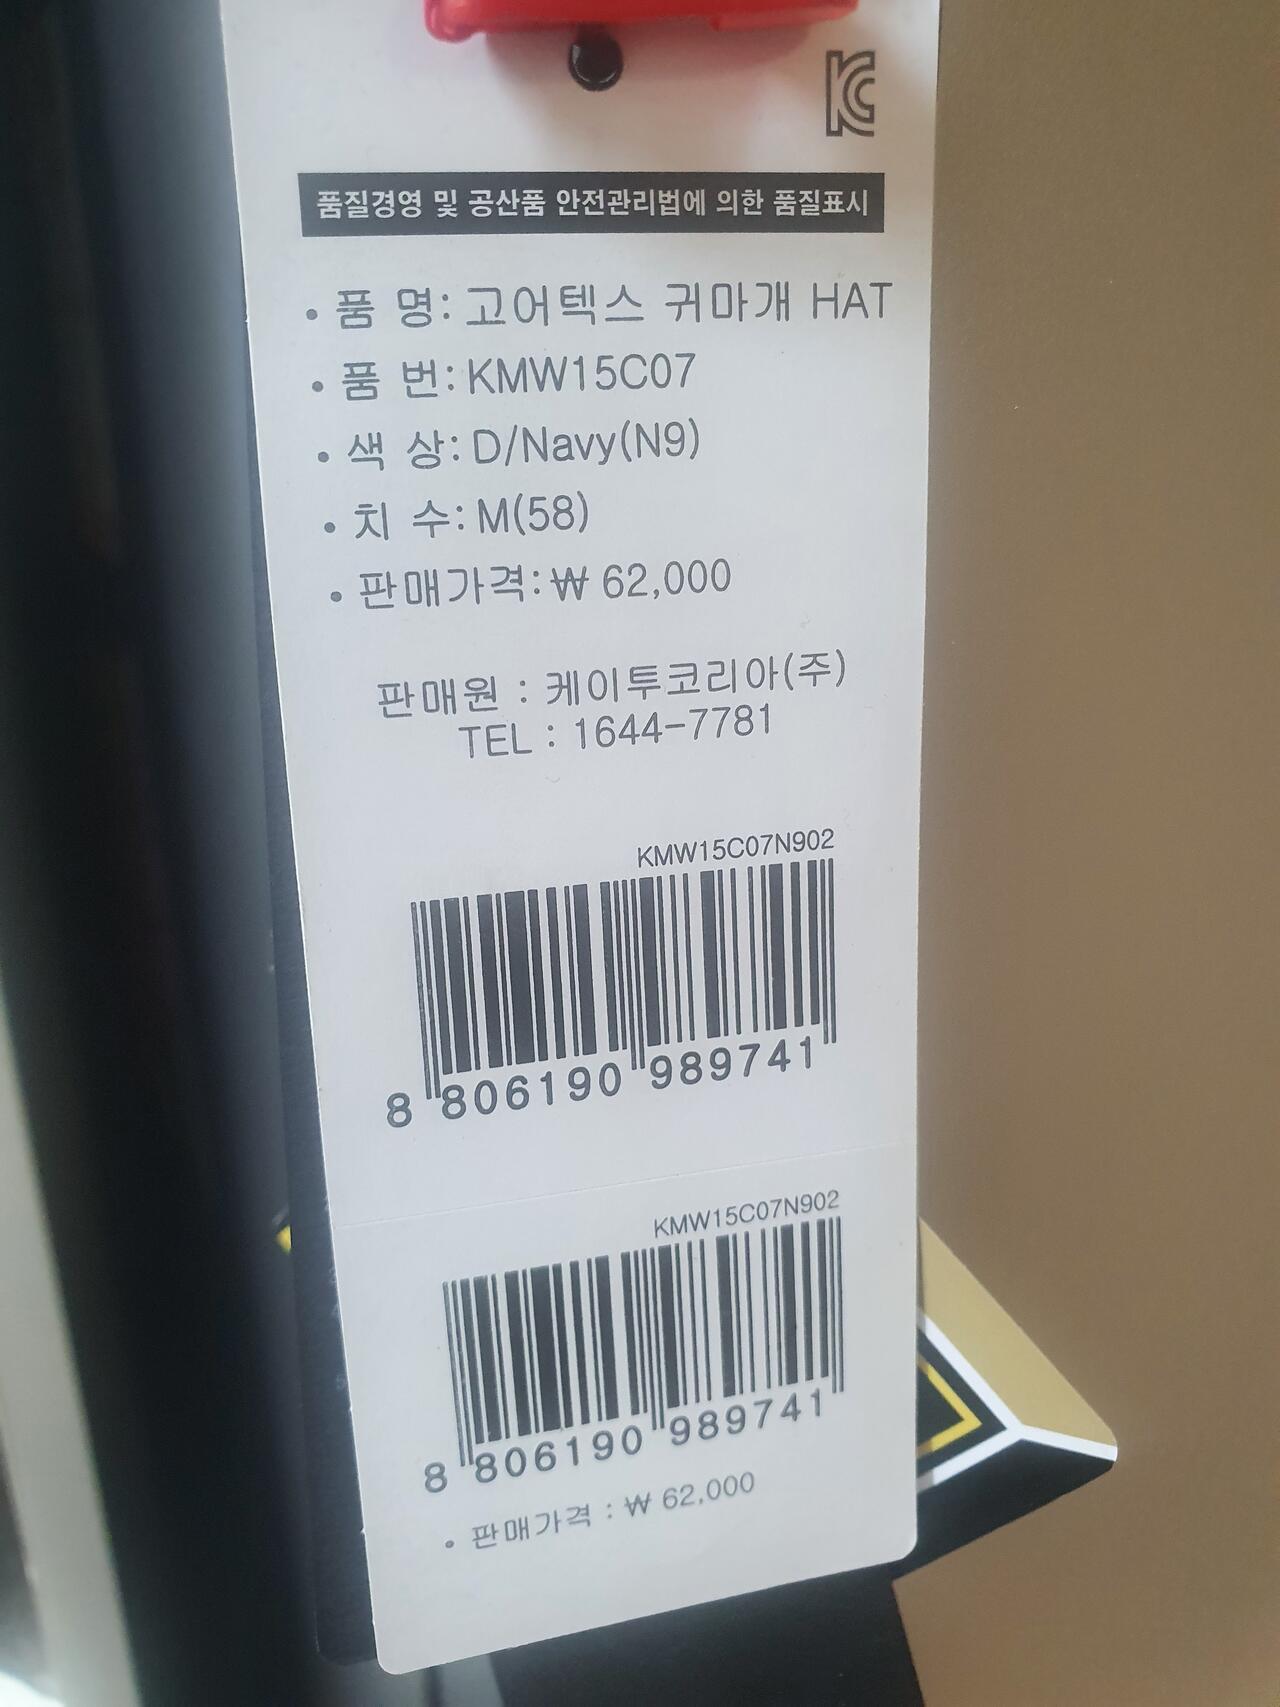 KC
품질경영 및 공산품 안전관리법에 의한 품질표시
• 품 명: 고어텍스 귀마개 HAT
• 품 번: KMW15C07
• 색 상: D/Navy(N9)
• 치 수: M(58)
• 판매가격: ₩ 62,000
판매원 : 케이투코리아(주)
TEL : 1644-7781
KMW15C07N902
8 806190 989741
KMW15C07N902
8 806190 989741
• 판매가격 : ₩ 62,000